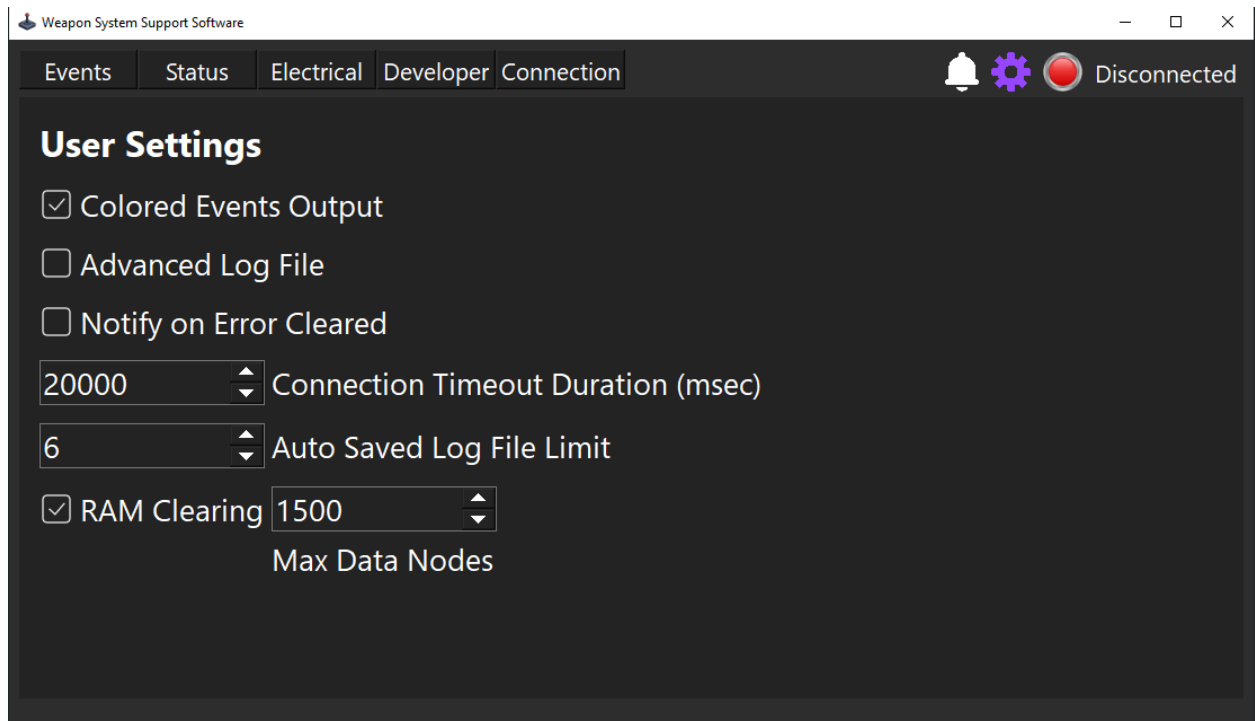 Weapon System Support Software
Events Status Electrical Developer Connection Disconnected
User Settings
Colored Events Output
Advanced Log File
Notify on Error Cleared
20000 Connection Timeout Duration (msec)
6 Auto Saved Log File Limit
RAM Clearing 1500
Max Data Nodes